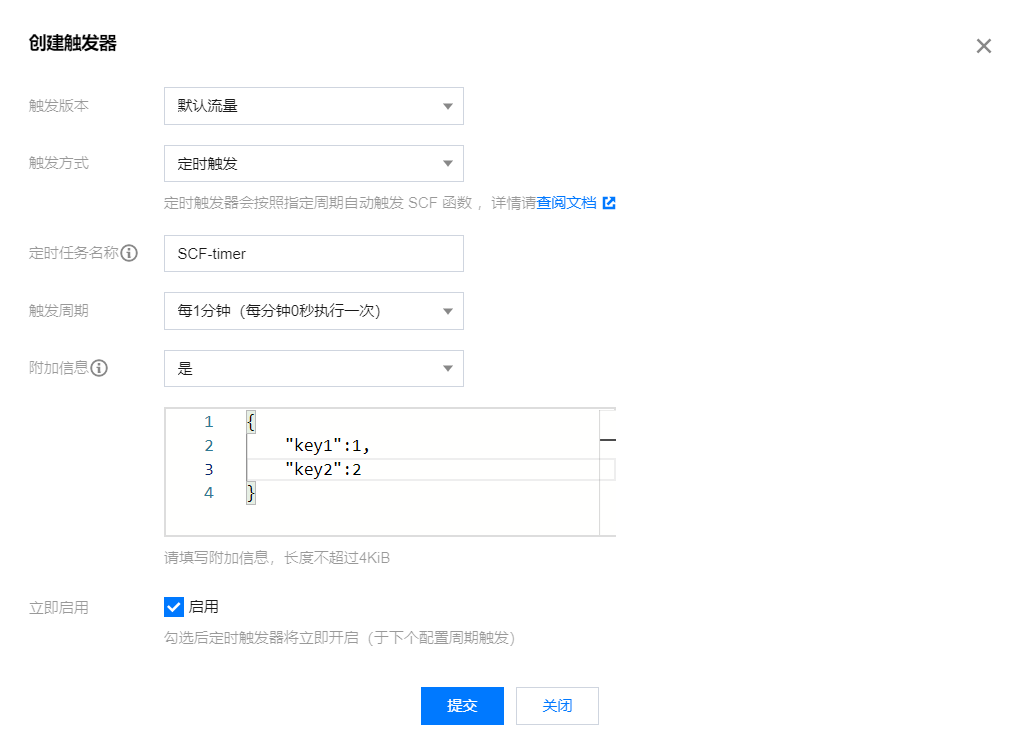 创建触发器
触发版本 默认流量
触发方式 定时触发
定时触发器会按照指定周期自动触发 SCF 函数 ，详情请查阅文档
定时任务名称 SCF-timer
触发周期 每1分钟（每分钟0秒执行一次）
附加信息 是
1 {
2 "key1":1,
3 "key2":2
4 }
请填写附加信息，长度不超过4KiB
立即启用 启用
勾选后定时触发器将立即开启（于下个配置周期触发）
提交 关闭